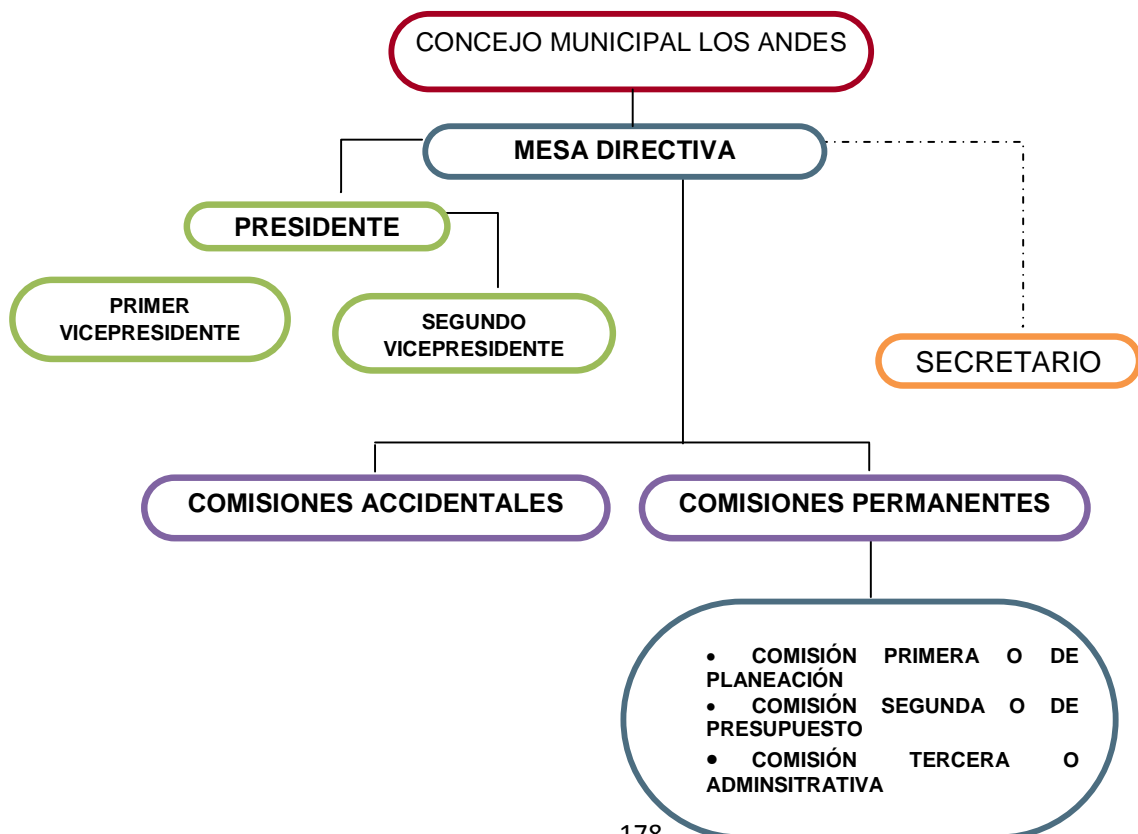 CONCEJO MUNICIPAL LOS ANDES
MESA DIRECTIVA
PRESIDENTE
PRIMER
VICEPRESIDENTE
SEGUNDO
VICEPRESIDENTE
SECRETARIO
COMISIONES ACCIDENTALES
COMISIONES PERMANENTES
• COMISIÓN PRIMERA O DE
PLANEACIÓN
• COMISIÓN SEGUNDA O DE
PRESUPUESTO
• COMISIÓN TERCERA O
ADMINSITRATIVA
178